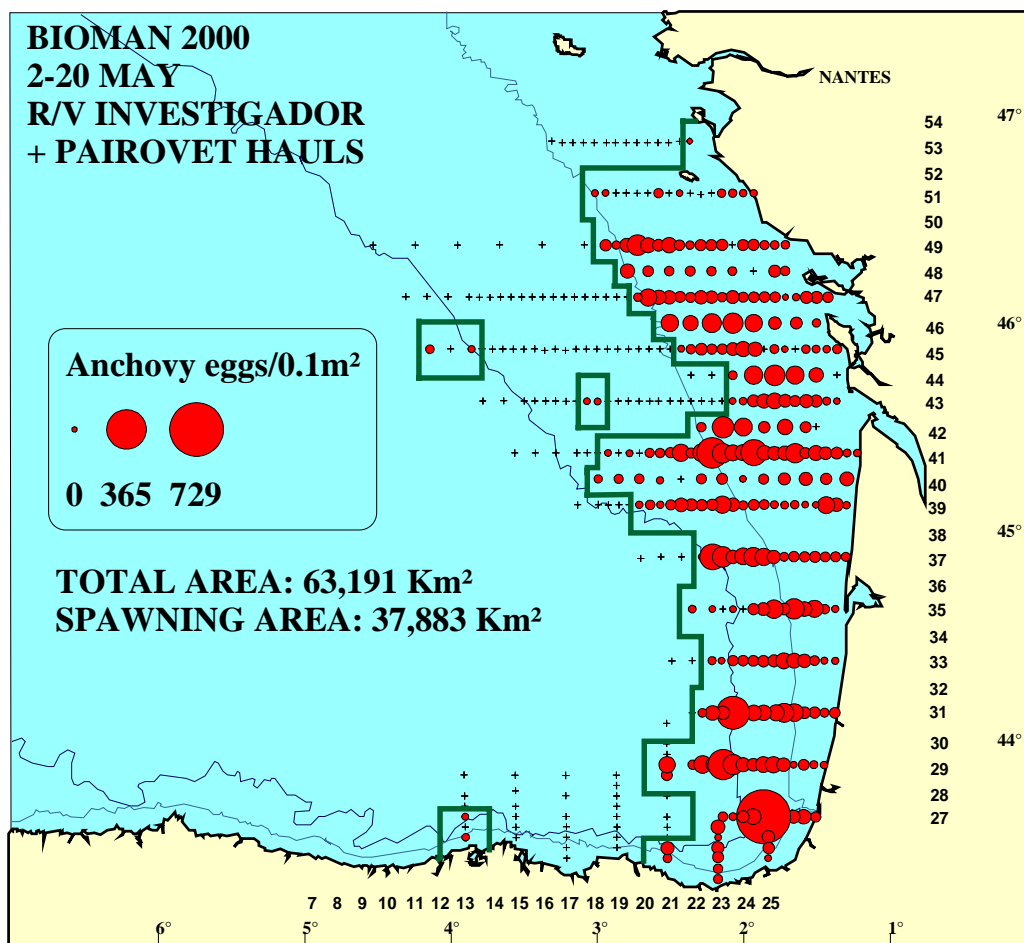 BIOMAN 2000
2-20 MAY
R/V INVESTIGADOR
+ PAIROVET HAULS
NANTES
Anchovy eggs/0.1m²
0 365 729
TOTAL AREA: 63,191 Km²
SPAWNING AREA: 37,883 Km²
54
53
52
51
50
49
48
47
46
45
44
43
42
41
40
39
38
37
36
35
34
33
32
31
30
29
28
27
47°
46°
45°
44°
7 8 9 10 11 12 13 14 15 16 17 18 19 20 21 22 23 24 25
6° 5° 4° 3° 2° 1°